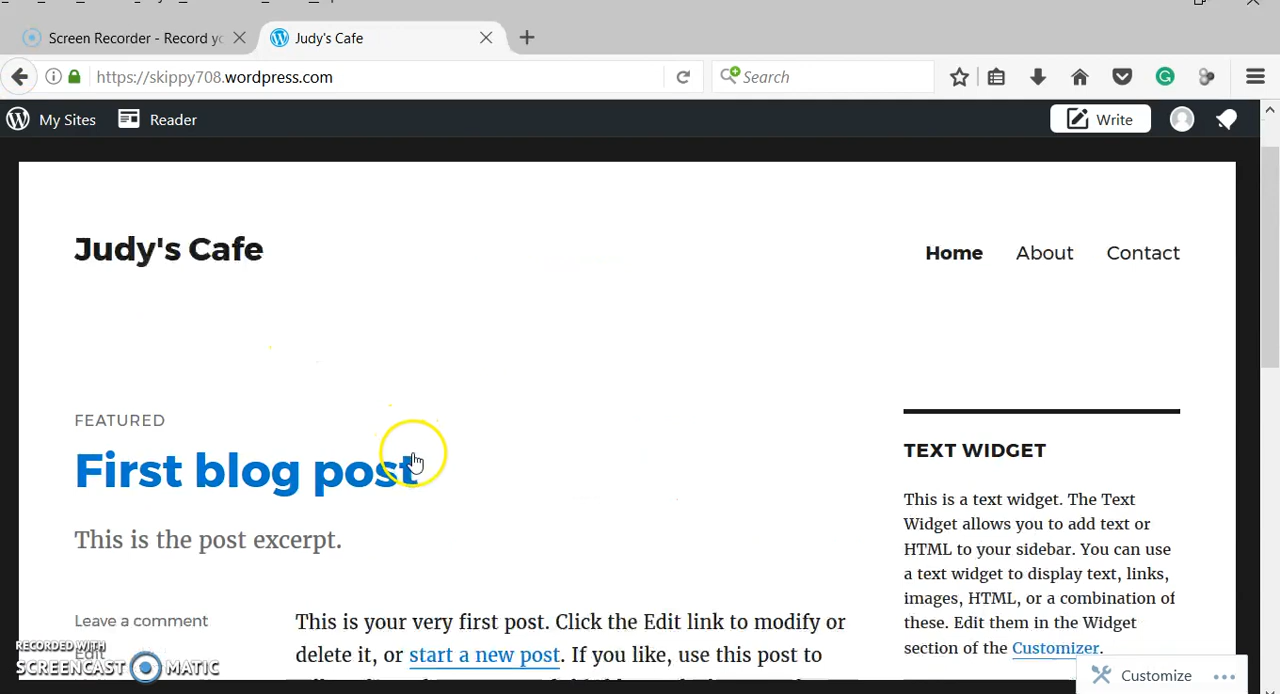 Screen Recorder - Record yo
Judy's Cafe
https://skippy708.wordpress.com
Search
My Sites
Reader
Write
Judy's Cafe
Home
About
Contact
FEATURED
First blog post
This is the post excerpt.
Leave a comment
Edit
This is your very first post. Click the Edit link to modify or
delete it, or start a new post. If you like, use this post to
TEXT WIDGET
This is a text widget. The Text
Widget allows you to add text or
HTML to your sidebar. You can use
a text widget to display text, links,
images, HTML, or a combination of
these. Edit them in the Widget
section of the Customizer.
Customize
RECORDED WITH
SCREENCAST MATIC